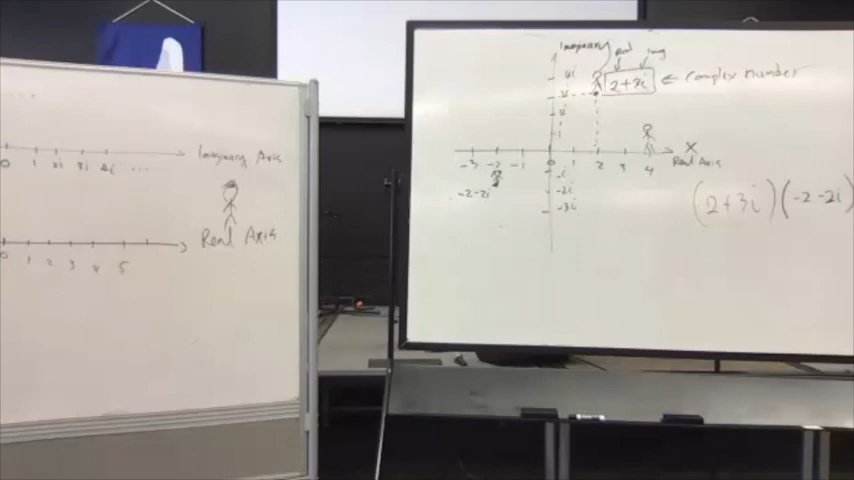 0 1 2i 3i 4i ...
Imaginary Axis
Real Axis
0 1 2 3 4 5
Imaginary
Real Img
4i
2+3i ← Complex Number
3i
-3 -2 -1 0 1 2 3 4
X
Real Axis
-i
-2-2i
-2i
-3i
(2+3i)(-2-2i)